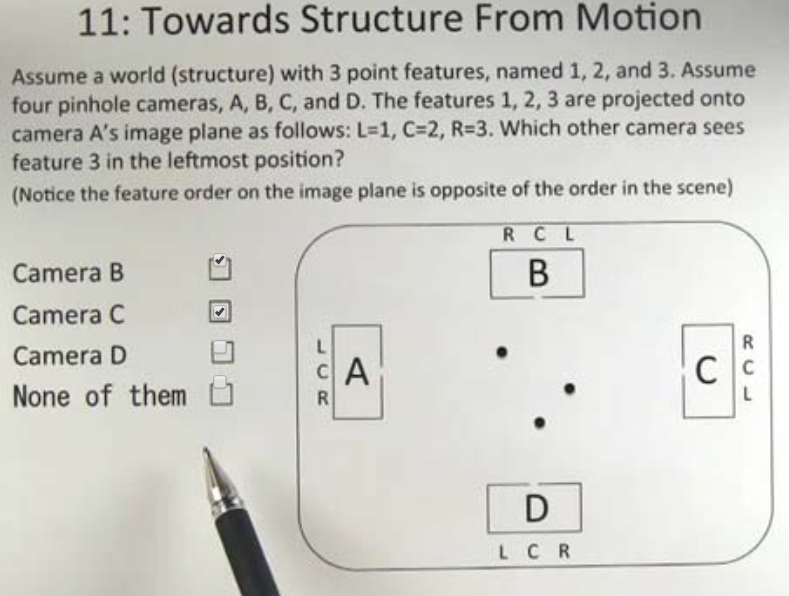 11: Towards Structure From Motion
Assume a world (structure) with 3 point features, named 1, 2, and 3. Assume
four pinhole cameras, A, B, C, and D. The features 1, 2, 3 are projected onto
camera A's image plane as follows: L=1, C=2, R=3. Which other camera sees
feature 3 in the leftmost position?
(Notice the feature order on the image plane is opposite of the order in the scene)
R C L
B
Camera B
Camera C
Camera D
None of them
L
C
R
A
C
R
C
L
D
L C R